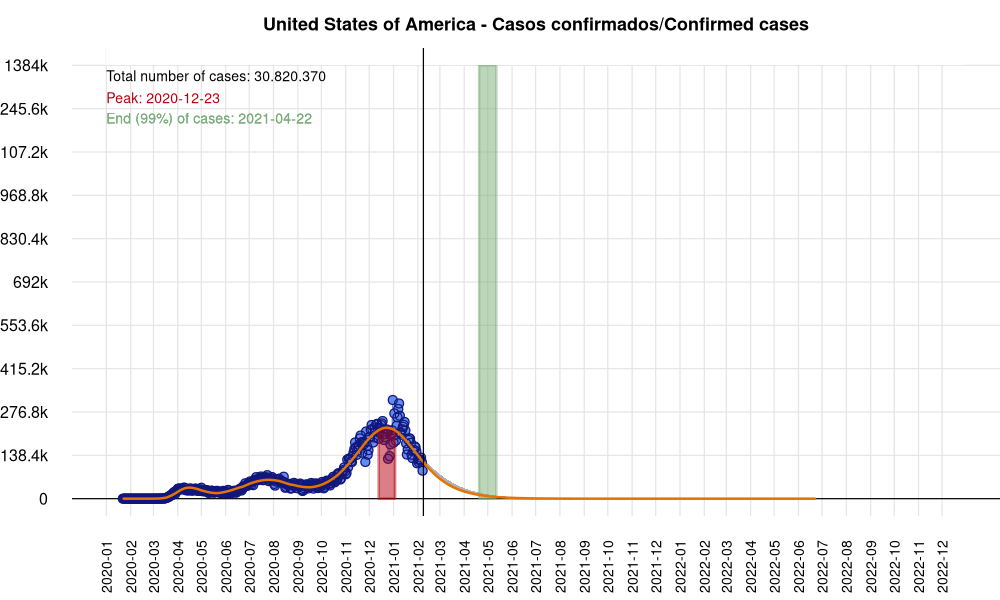 United States of America - Casos confirmados/Confirmed cases
1384k
Total number of cases: 30.820.370
Peak: 2020-12-23
245.6k
End (99%) of cases: 2021-04-22
107.2k
968.8k
830.4k
692k
553.6k
415.2k
276.8k
138.4k
0
2020-01
2020-02
2020-03
2020-04
2020-05
2020-06
2020-07
2020-08
2020-09
2020-10
2020-11
2020-12
2021-01
2021-02
2021-03
2021-04
2021-05
2021-06
2021-07
2021-08
2021-09
2021-10
2021-11
2021-12
2022-01
2022-02
2022-03
2022-04
2022-05
2022-06
2022-07
2022-08
2022-09
2022-10
2022-11
2022-12